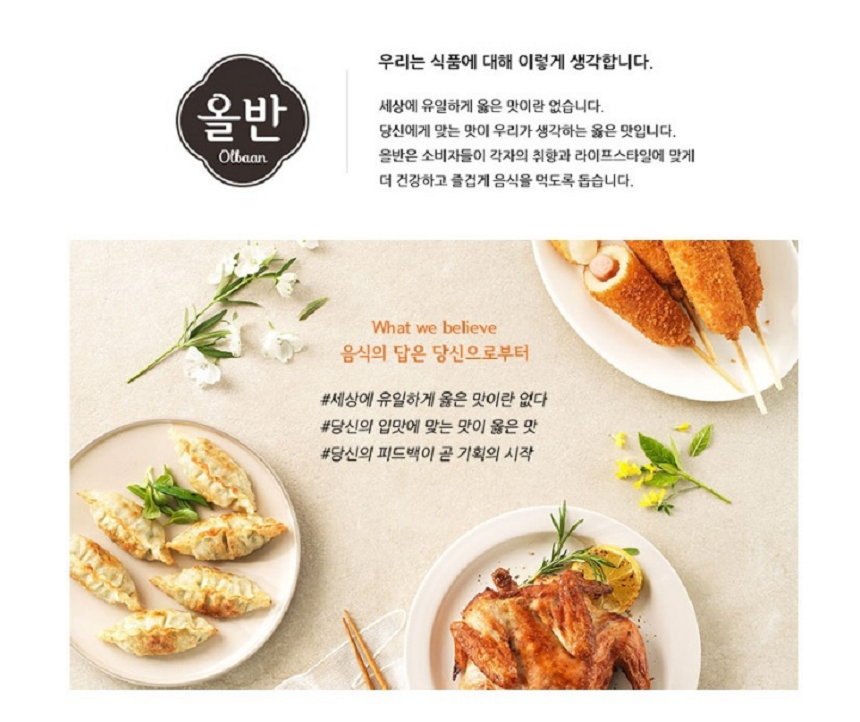 올반
Olbaan
우리는 식품에 대해 이렇게 생각합니다.
세상에 유일하게 옳은 맛이란 없습니다.
당신에게 맞는 맛이 우리가 생각하는 옳은 맛입니다.
올반은 소비자들이 각자의 취향과 라이프스타일에 맞게
더 건강하고 즐겁게 음식을 먹도록 돕습니다.
What we believe
음식의 답은 당신으로부터
#세상에 유일하게 옳은 맛이란 없다
#당신의 입맛에 맞는 맛이 옳은 맛
#당신의 피드백이 곧 기획의 시작